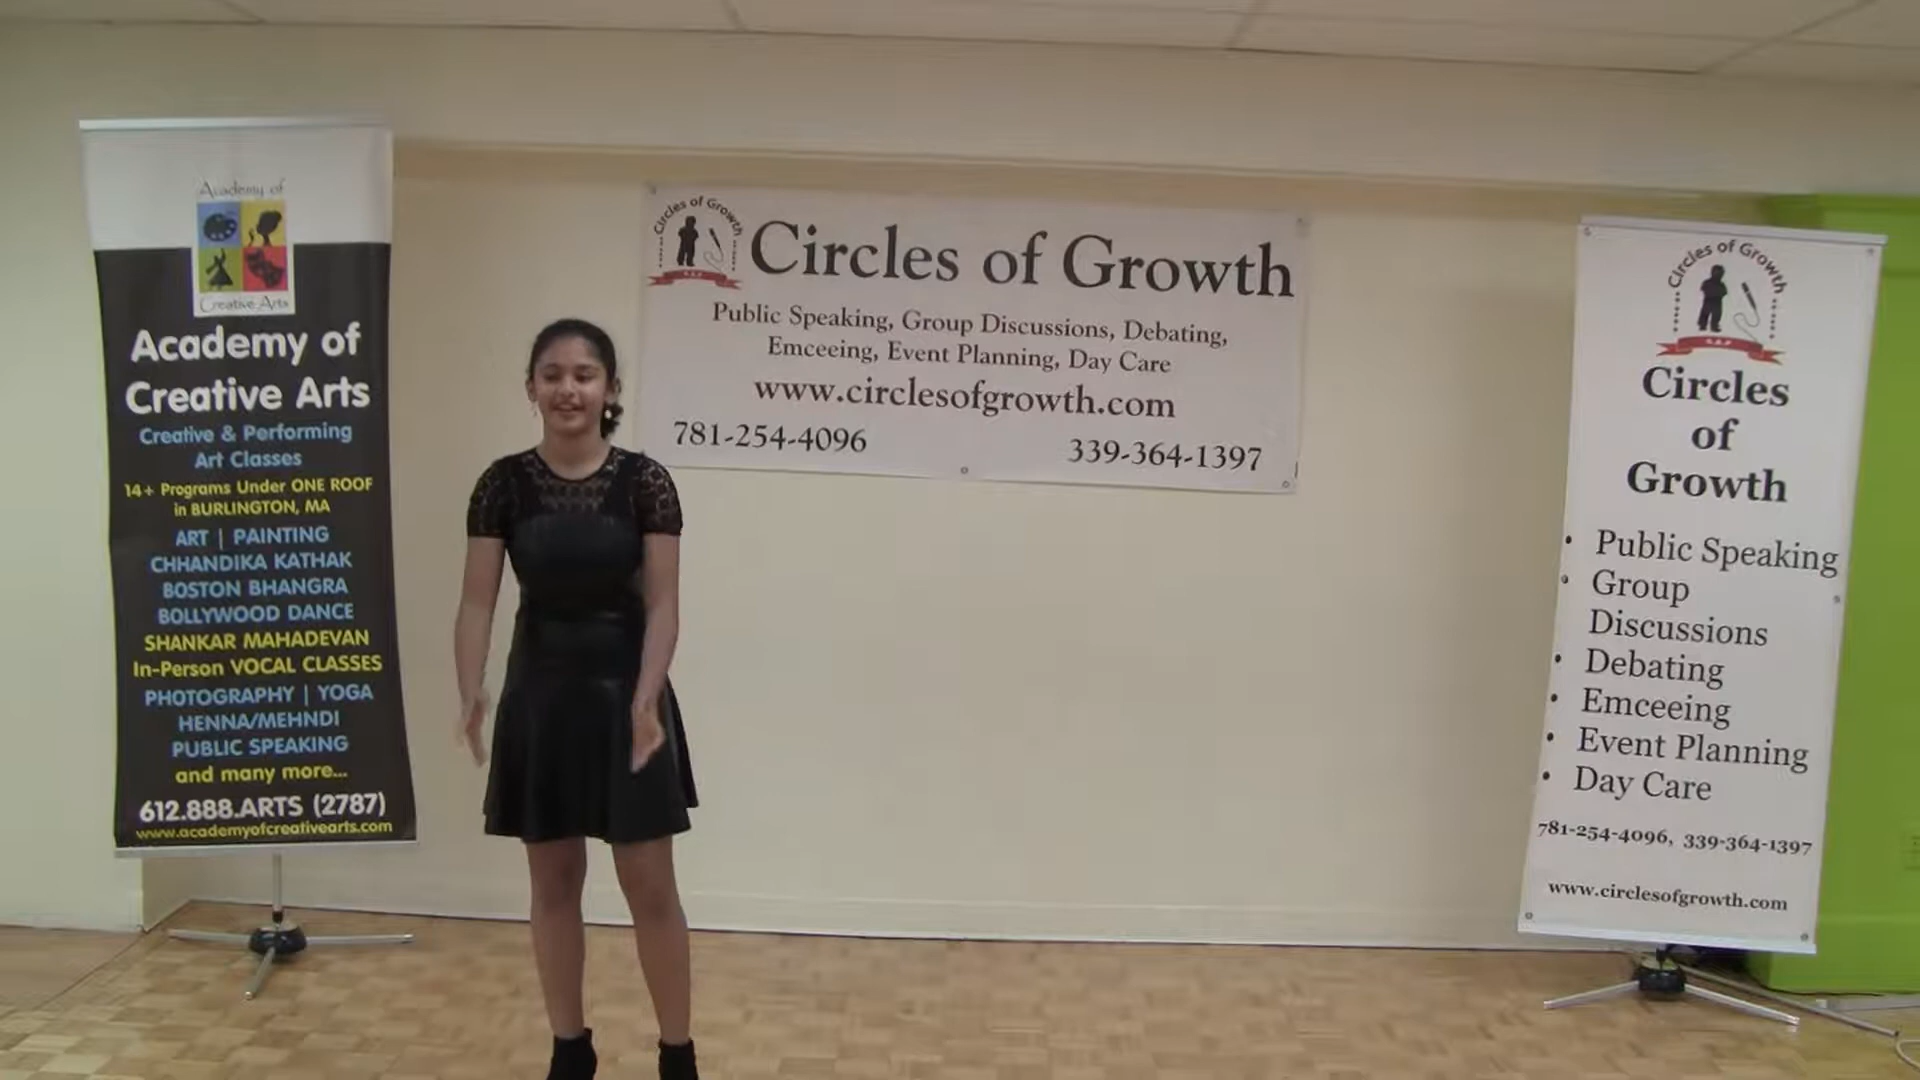 Academy of
Creative Arts
Academy of
Creative Arts
Creative & Performing
Art Classes
14+ Programs Under ONE ROOF
in BURLINGTON, MA
ART | PAINTING
CHHANDIKA KATHAK
BOSTON BHANGRA
BOLLYWOOD DANCE
SHANKAR MAHADEVAN
In-Person VOCAL CLASSES
PHOTOGRAPHY | YOGA
HENNA/MEHNDI
PUBLIC SPEAKING
and many more...
612.888.ARTS (2787)
www.academyofcreativearts.com
Circles of Growth
Circles of Growth
Public Speaking, Group Discussions, Debating,
Emceeing, Event Planning, Day Care
www.circlesofgrowth.com
781-254-4096 339-364-1397
Circles of Growth
Circles
of
Growth
• Public Speaking
• Group
Discussions
• Debating
• Emceeing
• Event Planning
• Day Care
781-254-4096, 339-364-1397
www.circlesofgrowth.com